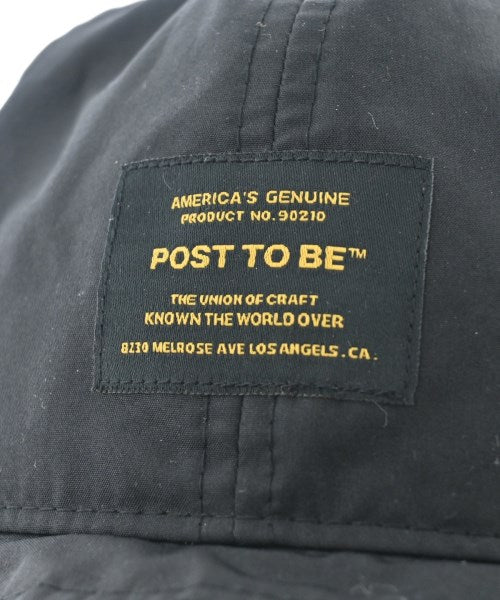 AMERICA'S GENUINE
PRODUCT NO. 90210
POST TO BE™
THE UNION OF CRAFT
KNOWN THE WORLD OVER
8230 MELROSE AVE LOS ANGELS . CA.